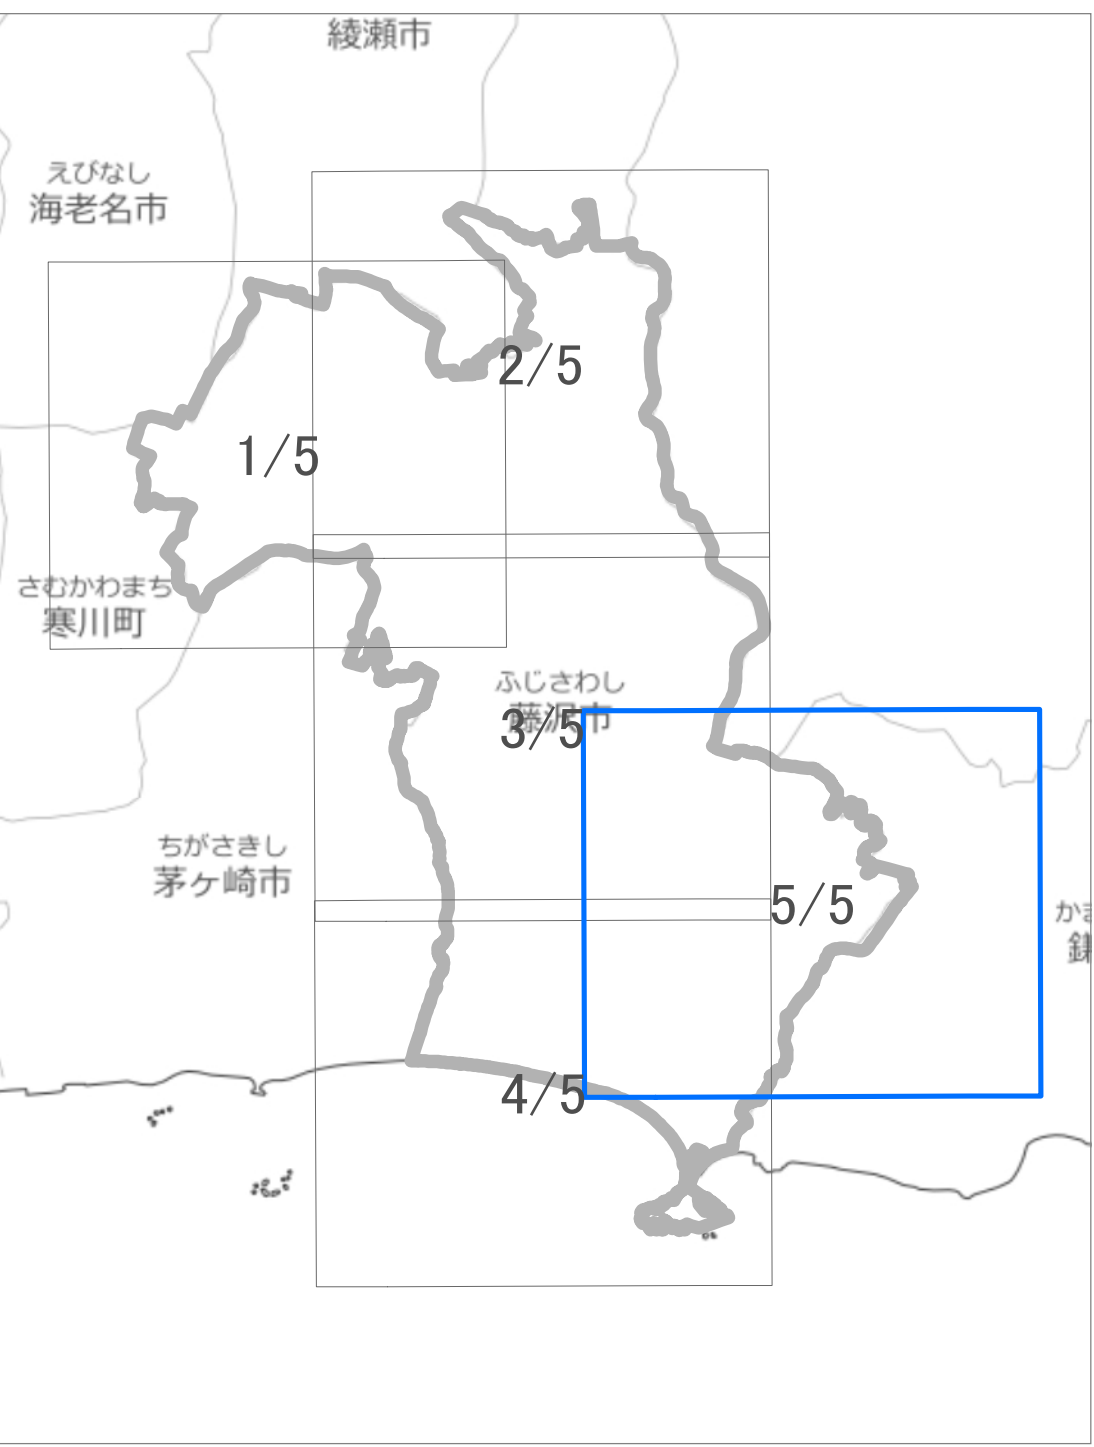 綾瀬市
えびなし
海老名市
2/5
1/5
さむかわまち
寒川町
ふじさわし
藤沢市
3/5
ちがさきし
茅ヶ崎市
5/5
か
4/5